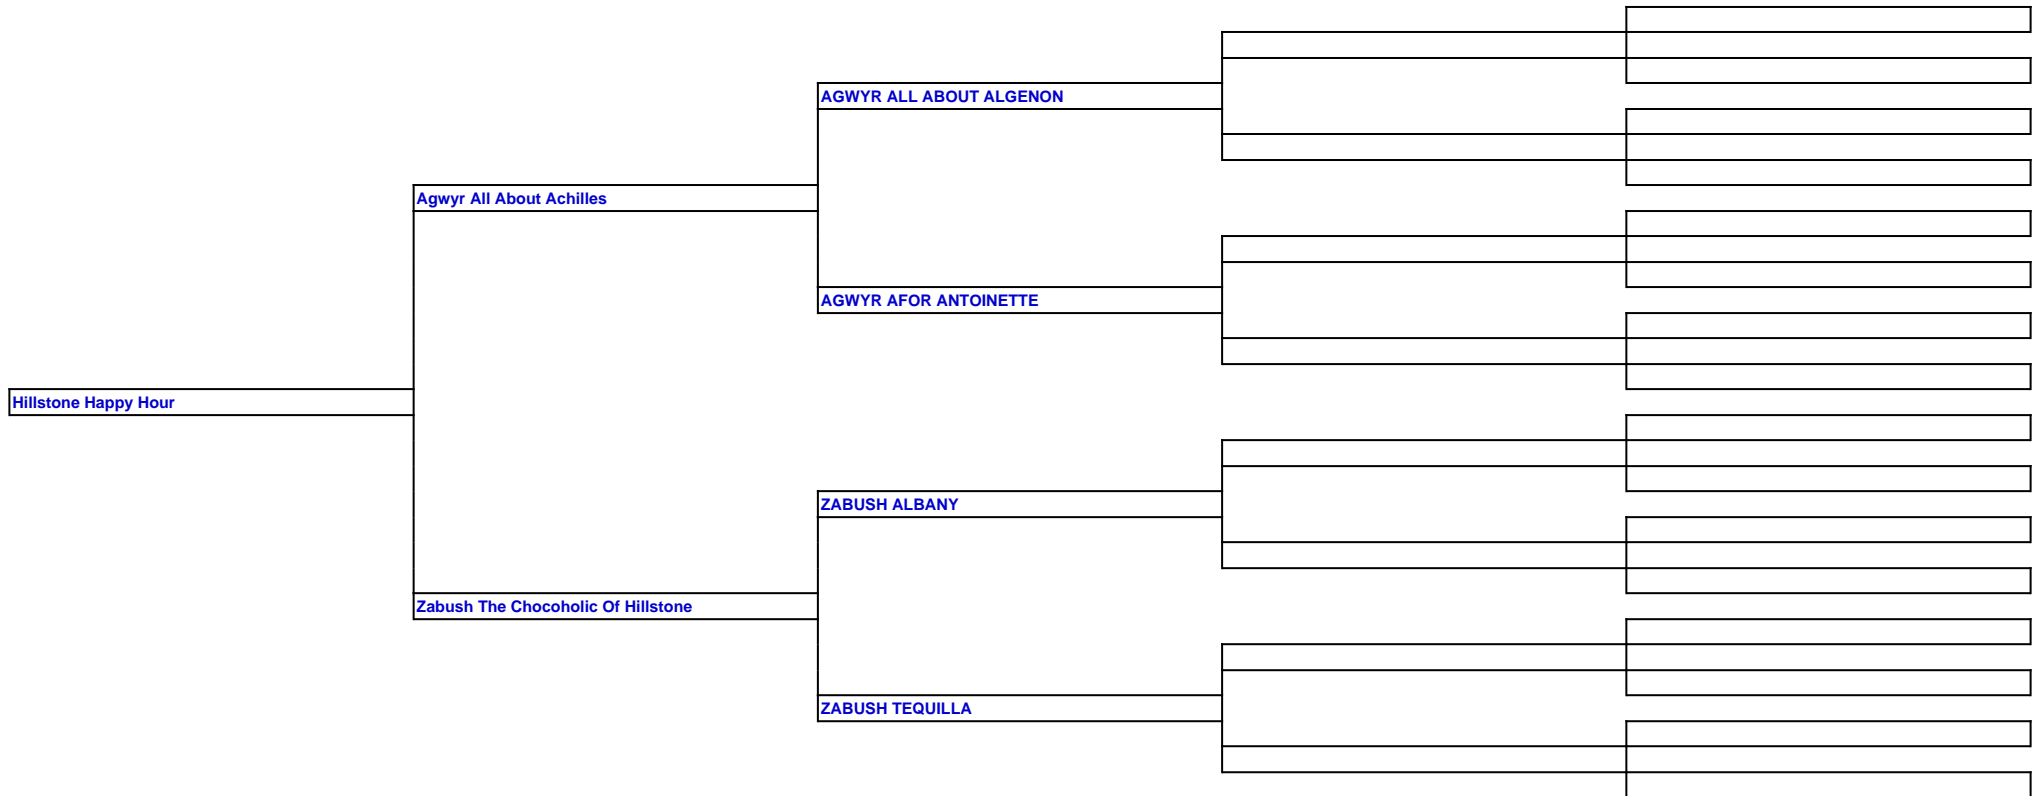 AGWYR ALL ABOUT ALGENON
Agwyr All About Achilles
AGWYR AFOR ANTOINETTE
Hillstone Happy Hour
ZABUSH ALBANY
Zabush The Chocoholic Of Hillstone
ZABUSH TEQUILLA